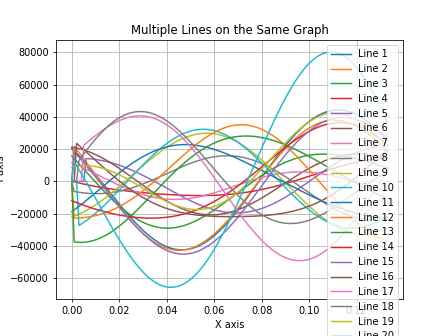 Multiple Lines on the Same Graph
80000
60000
40000
20000
0
−20000
−40000
−60000
0.00 0.02 0.04 0.06 0.08 0.10
X axis
Line 1
Line 2
Line 3
Line 4
Line 5
Line 6
Line 7
Line 8
Line 9
Line 10
Line 11
Line 12
Line 13
Line 14
Line 15
Line 16
Line 17
Line 18
Line 19
Line 20